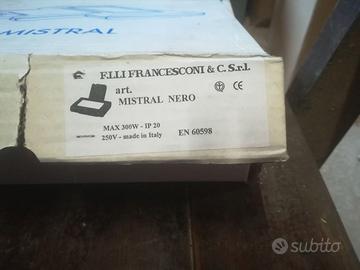 MISTRAL
F.LLI FRANCESCONI & C. S.r.l.
art.
MISTRAL NERO
CE
MAX 300W - IP 20
250V - made in Italy
EN 60598
subito